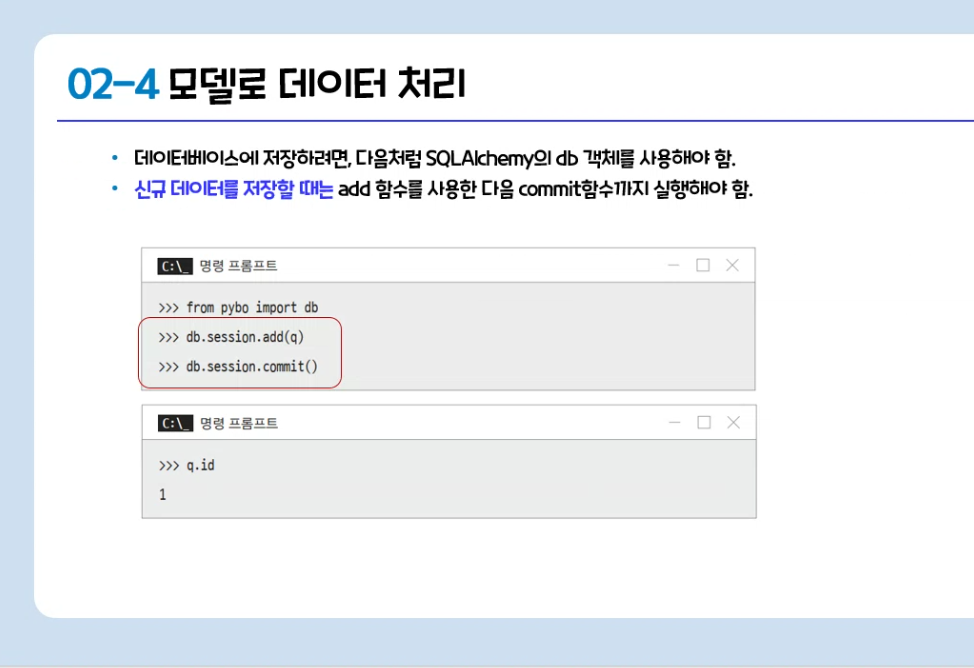 02-4 모델로 데이터 처리
• 데이터베이스에 저장하려면, 다음처럼 SQLAlchemy의 db 객체를 사용해야 함.
• 신규 데이터를 저장할 때는 add 함수를 사용한 다음 commit함수까지 실행해야 함.
C:\_ 명령 프롬프트
>>> from pybo import db
>>> db.session.add(q)
>>> db.session.commit()
C:\_ 명령 프롬프트
>>> q.id
1